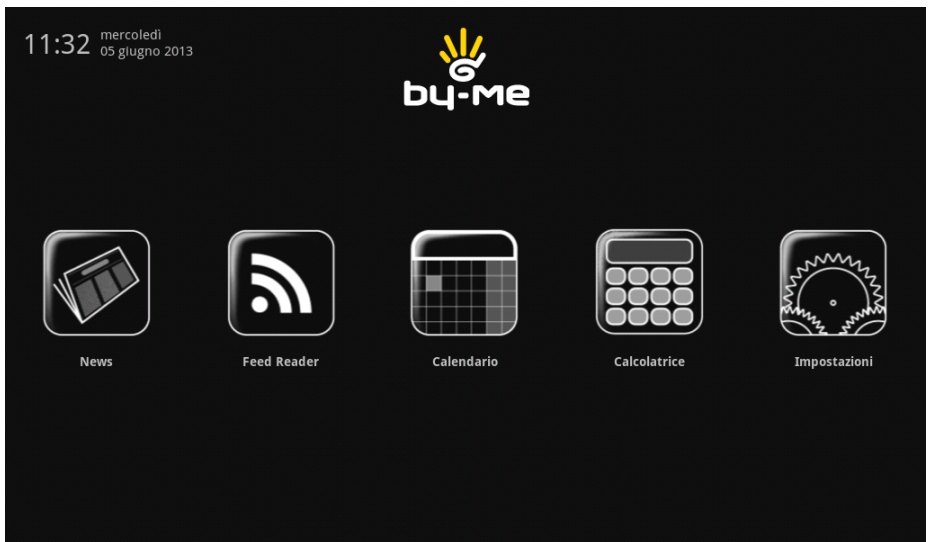 11:32
mercoledì
05 giugno 2013
by-me
News
Feed Reader
Calendario
Calcolatrice
Impostazioni